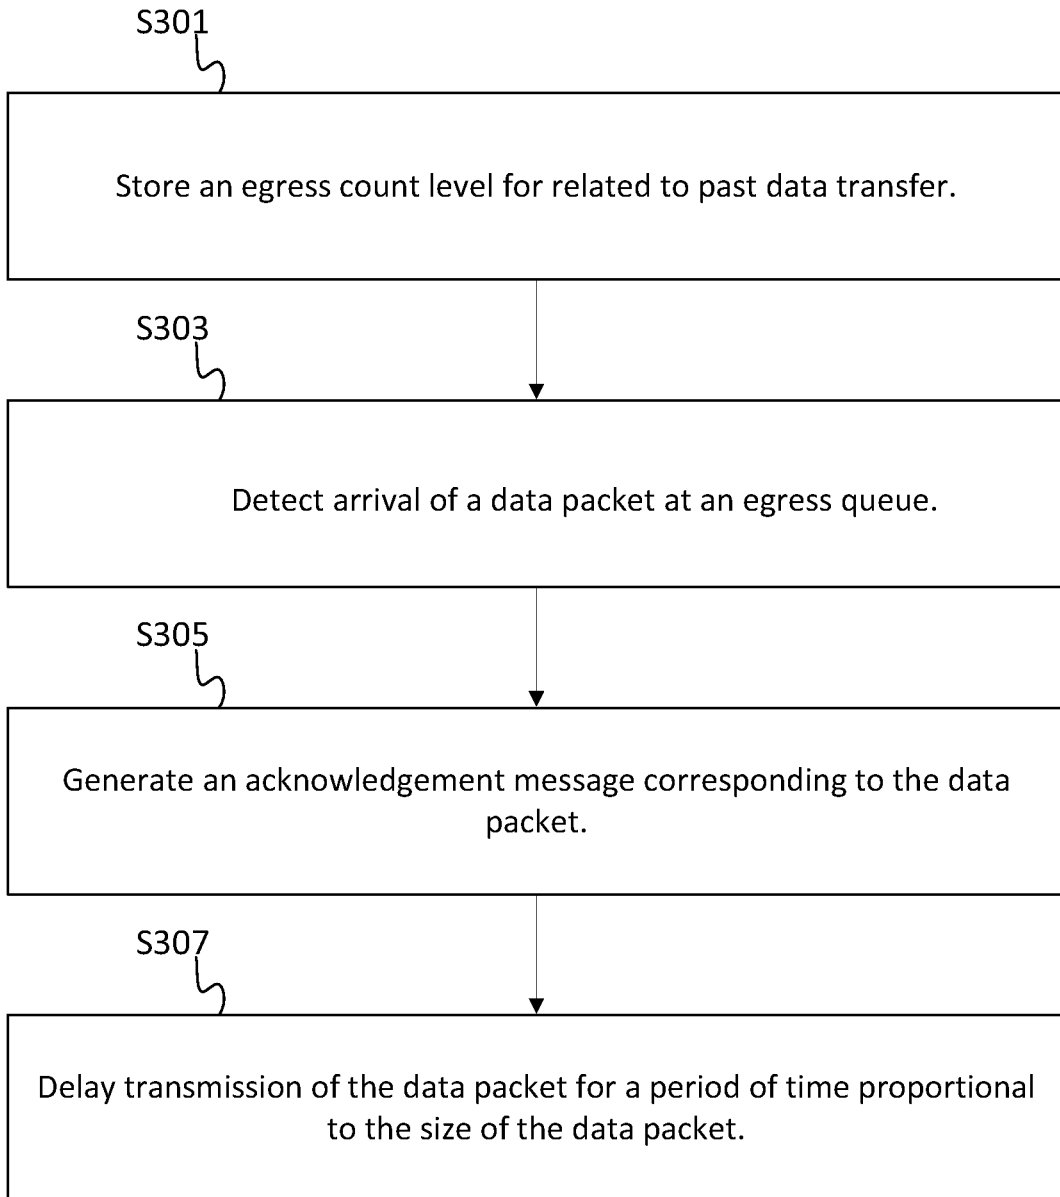 S301
Store an egress count level for related to past data transfer.
S303
Detect arrival of a data packet at an egress queue.
S305
Generate an acknowledgement message corresponding to the data
packet.
S307
Delay transmission of the data packet for a period of time proportional
to the size of the data packet.